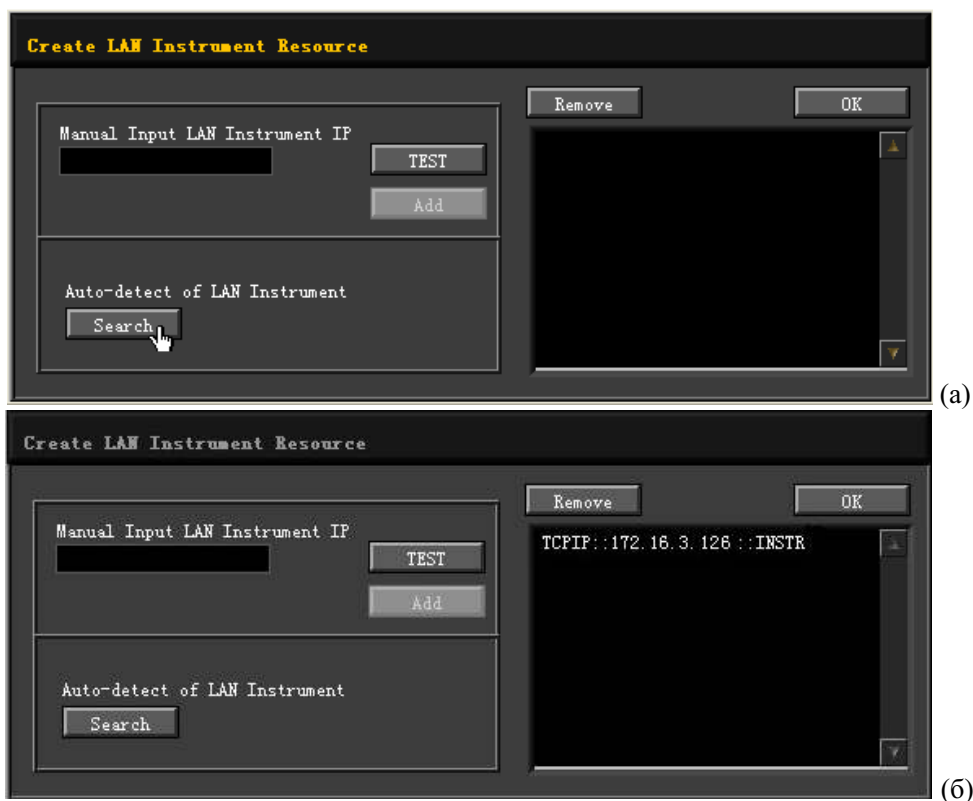 Create LAN Instrument Resource
Manual Input LAN Instrument IP
TEST
Add
Auto-detect of LAN Instrument
Search
Remove
OK
(а)
Create LAN Instrument Resource
Manual Input LAN Instrument IP
TEST
Add
Auto-detect of LAN Instrument
Search
Remove
OK
TCPIP::172.16.3.126 ::INSTR
(б)